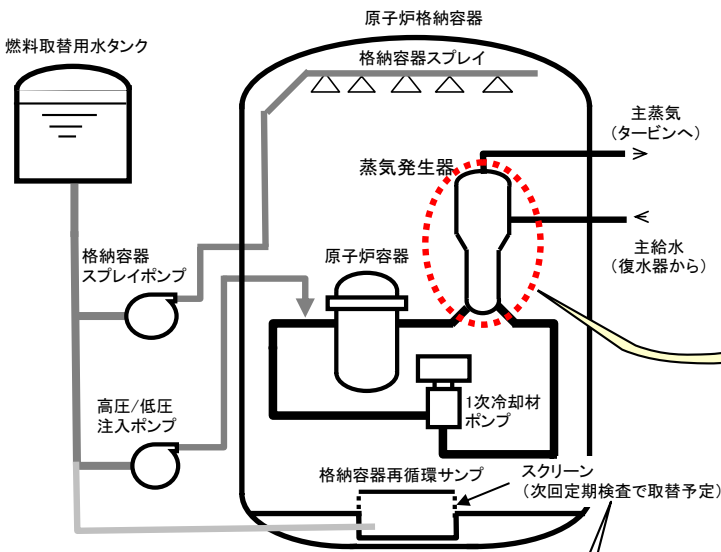 原子炉格納容器
燃料取替用水タンク
格納容器スプレイ
主蒸気
(タービンへ)
蒸気発生器
主給水
(復水器から)
格納容器
スプレイポンプ
原子炉容器
高圧/低圧
注入ポンプ
1次冷却材
ポンプ
格納容器再循環サンプ
スクリーン
(次回定期検査で取替予定)